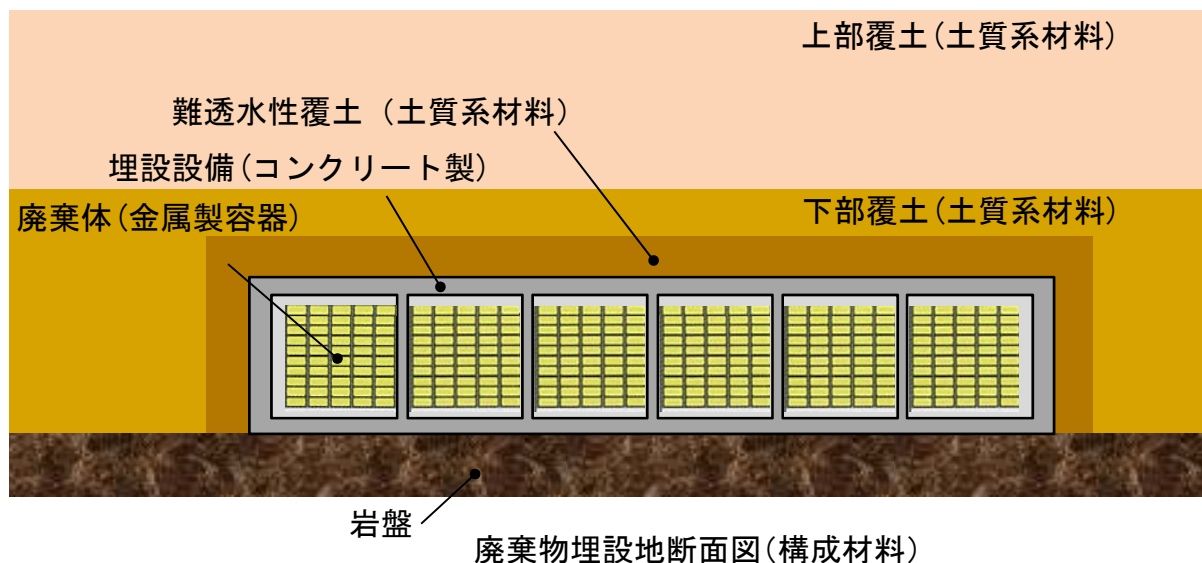 上部覆土(土質系材料)
難透水性覆土 (土質系材料)
埋設設備(コンクリート製)
廃棄体(金属製容器)
下部覆土(土質系材料)
岩盤
廃棄物埋設地断面図(構成材料)